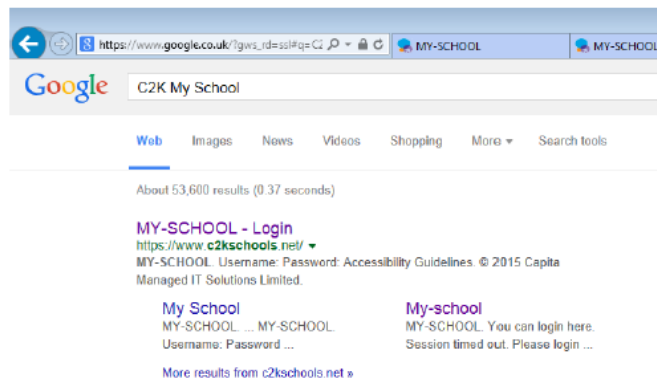 https://www.google.co.uk/?gws_rd=ssl#q=C2
MY-SCHOOL
MY-SCHOOL
Google
C2K My School
Web Images News Videos Shopping More Search tools
About 53,600 results (0.37 seconds)
MY-SCHOOL - Login
https://www.c2kschools.net/
MY-SCHOOL. Username: Password: Accessibility Guidelines. © 2015 Capita
Managed IT Solutions Limited.
My School
MY-SCHOOL. ... MY-SCHOOL.
Username: Password ...
My-school
MY-SCHOOL. You can login here.
Session timed out. Please login ...
More results from c2kschools.net »